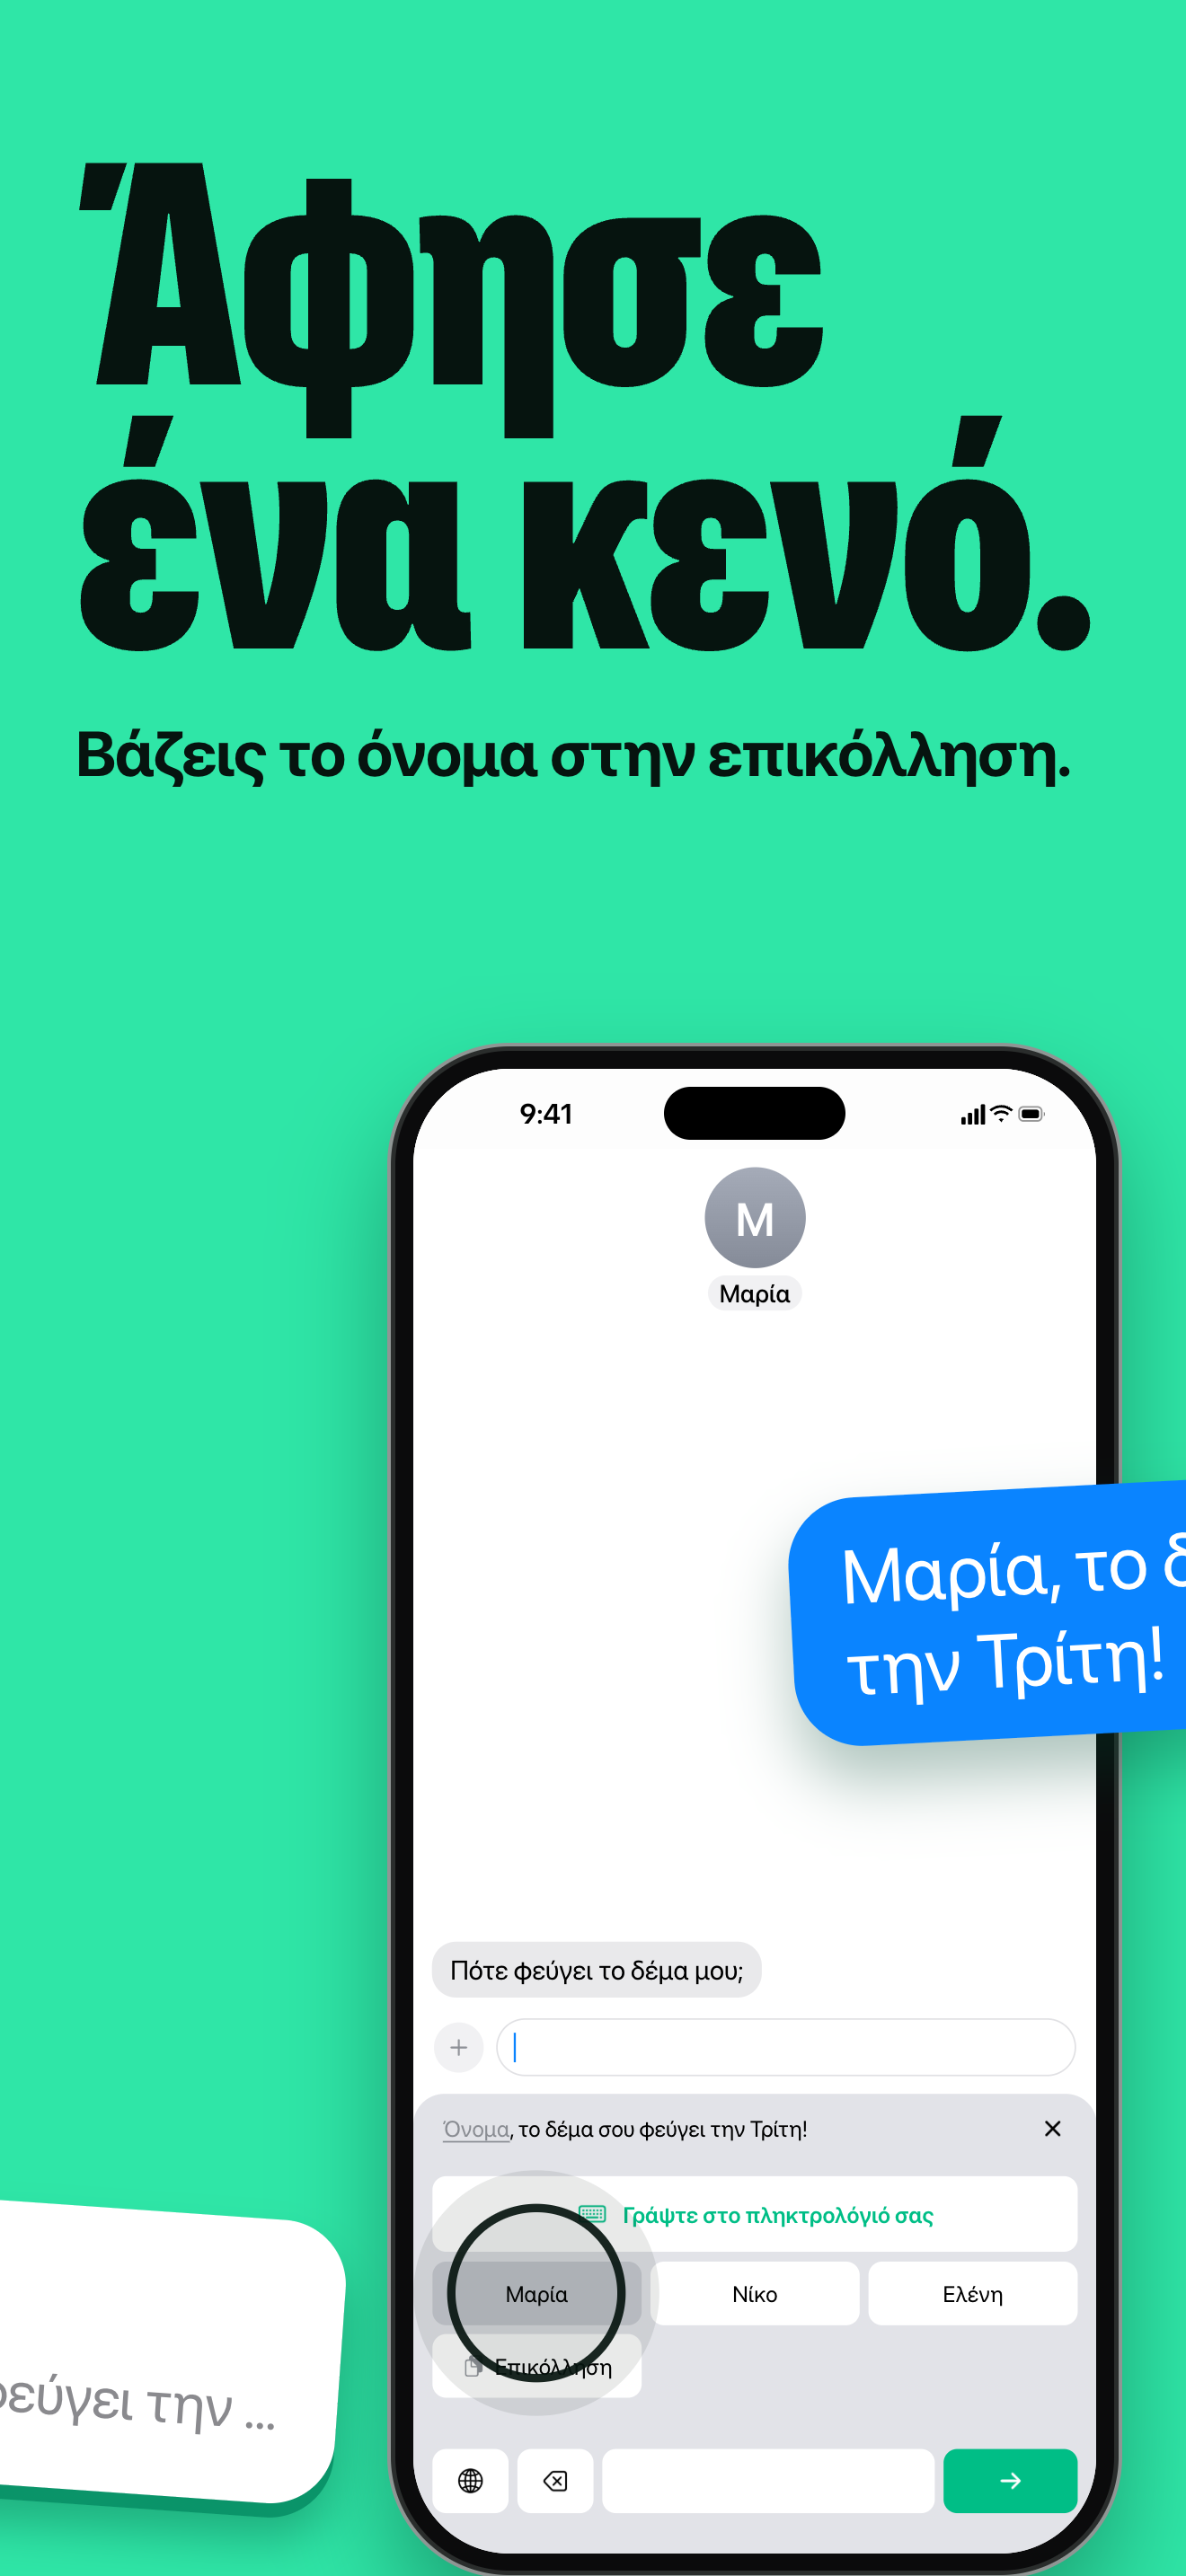 Άφησε
ένα κενό.
Βάζεις το όνομα στην επικόλληση.
9:41
M
Μαρία
Μαρία, το
την Τρίτη!
Πότε φεύγει το δέμα μου;
Όνομα, το δέμα σου φεύγει την Τρίτη!
Γράψτε στο πληκτρολόγιό σας
Μαρία
Νίκο
Ελένη
Επικόλληση
την ...